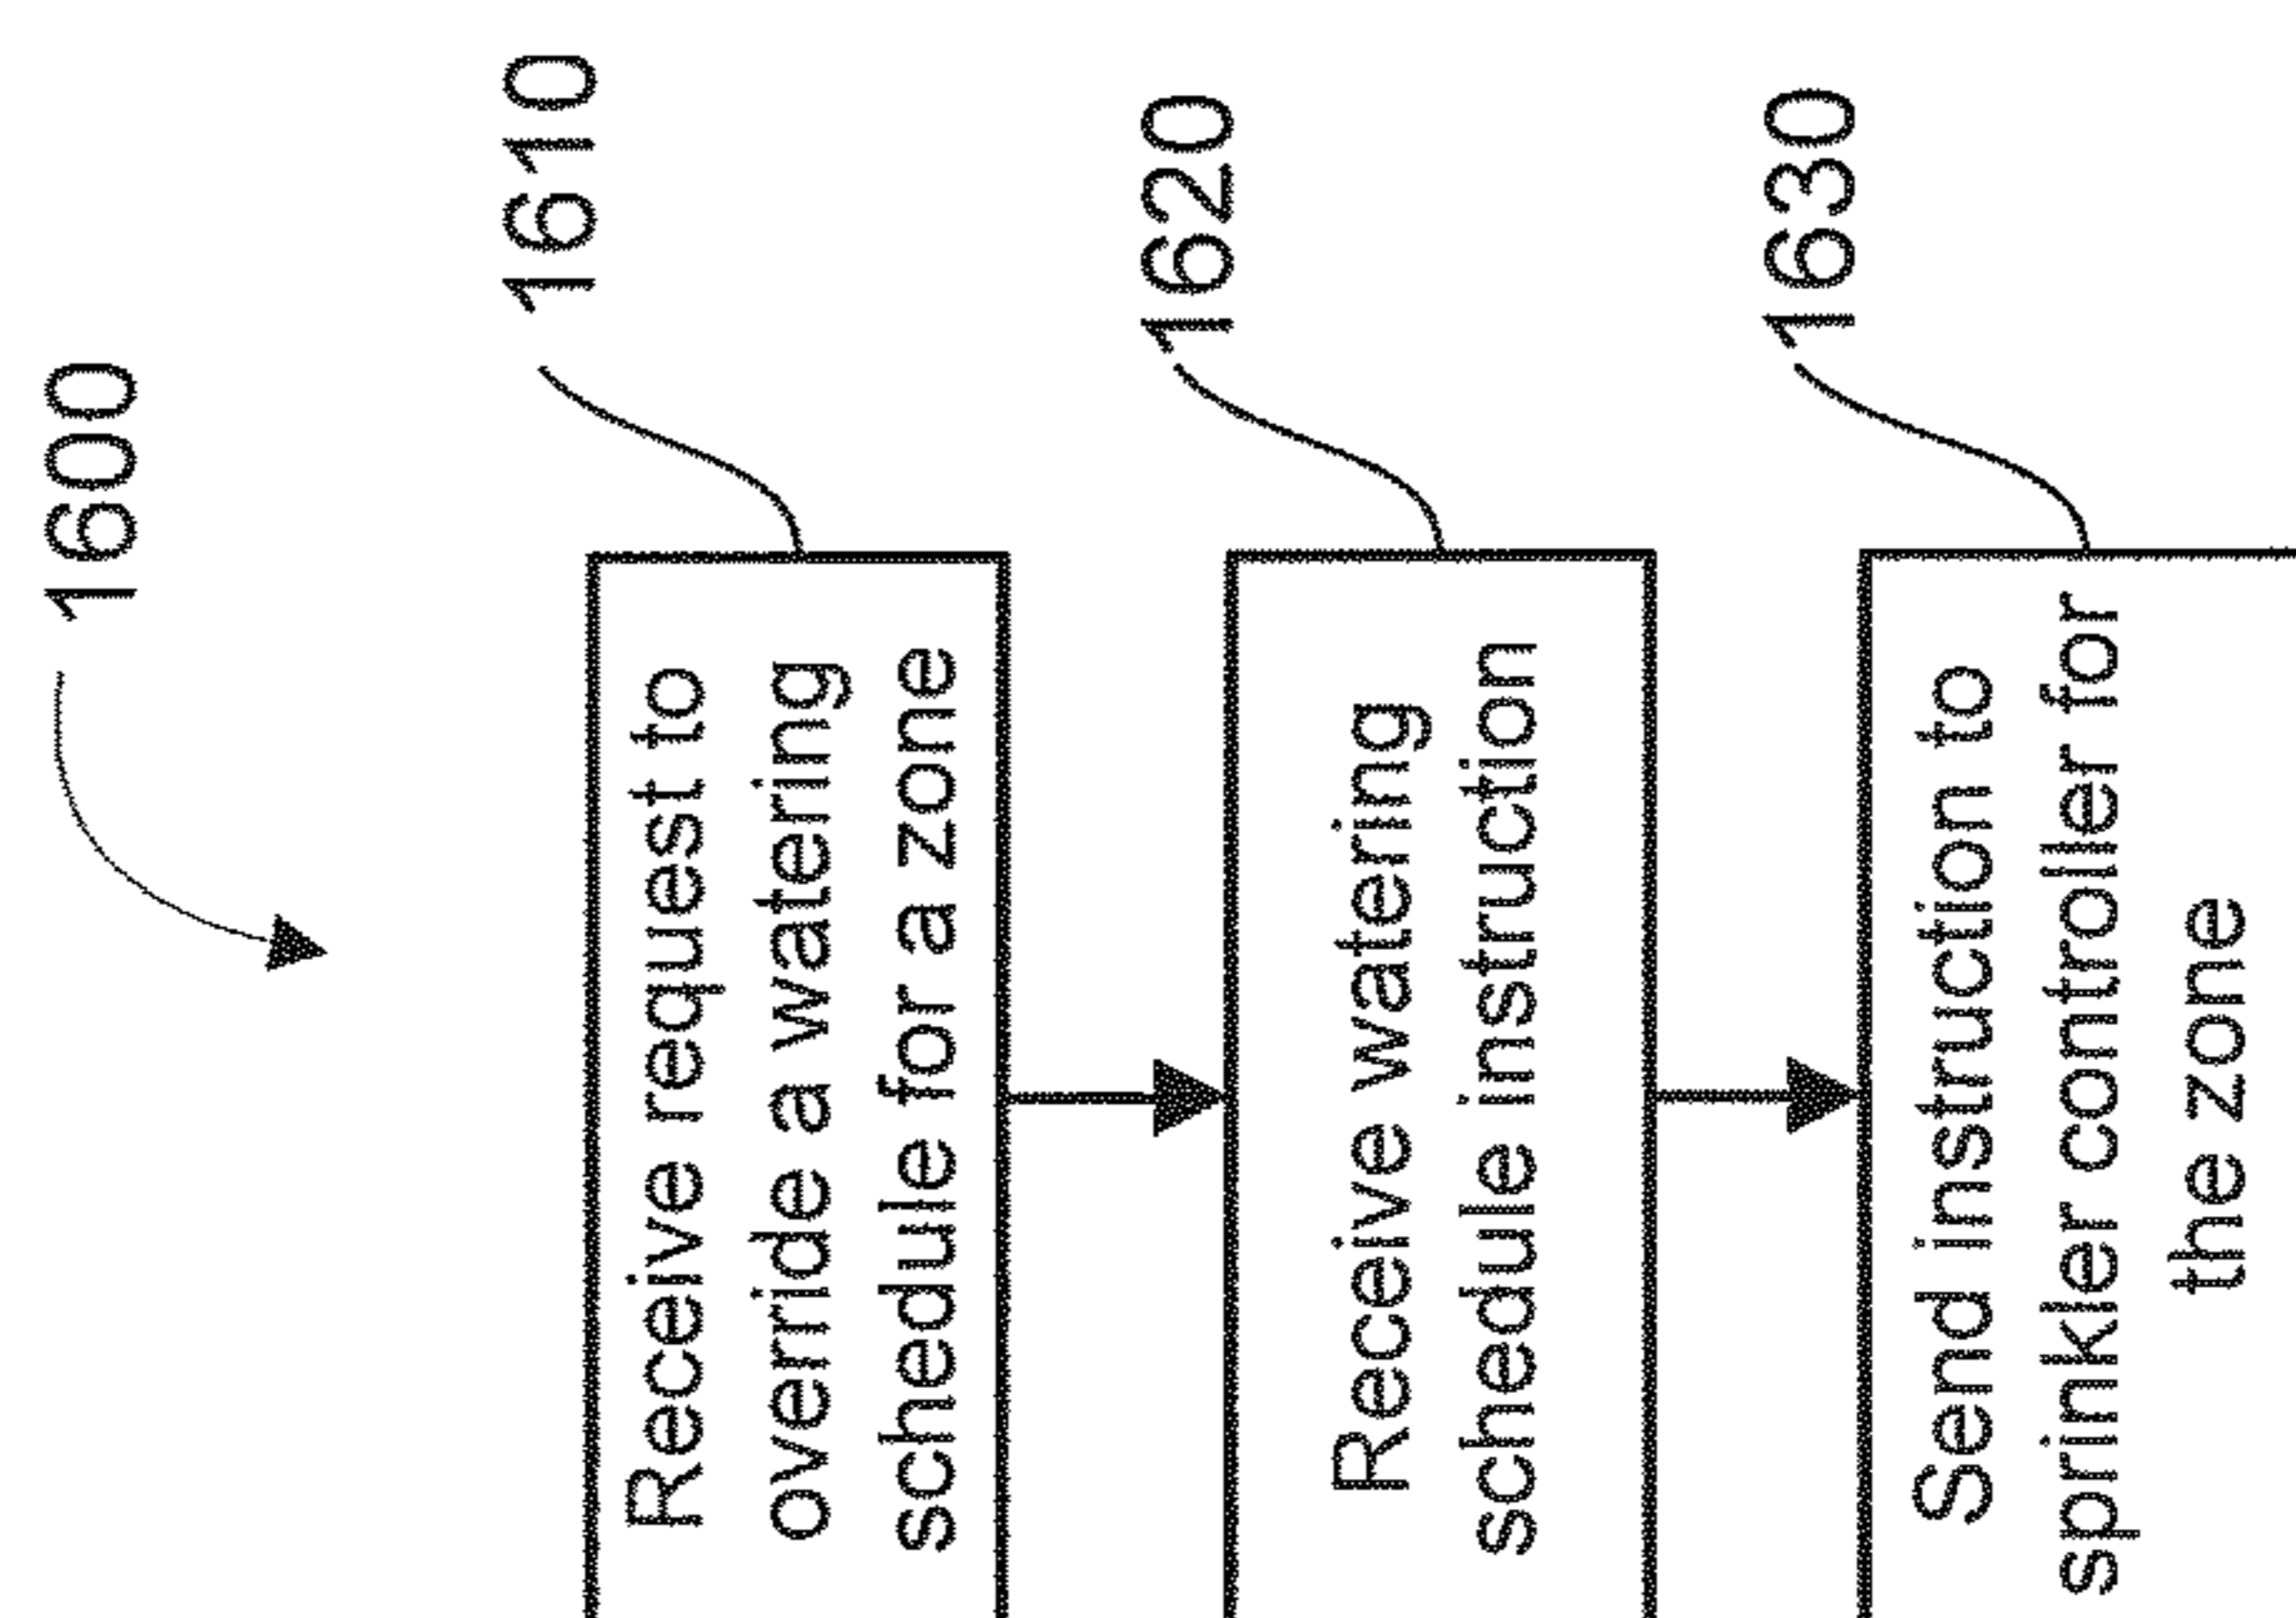 1600
1610
Receive request to
override a watering
schedule for a zone
1620
Receive watering
schedule instruction
1630
Send instruction to
sprinkler controller for
the zone